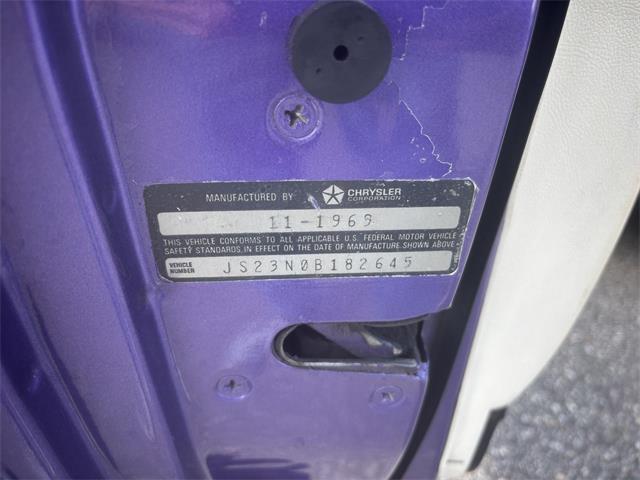 MANUFACTURED BY CHRYSLER CORPORATION
11-1969
THIS VEHICLE CONFORMS TO ALL APPLICABLE U.S. FEDERAL MOTOR VEHICLE
SAFETY STANDARDS IN EFFECT ON THE DATE OF MANUFACTURE SHOWN ABOVE
VEHICLE NUMBER JS23N0B182645